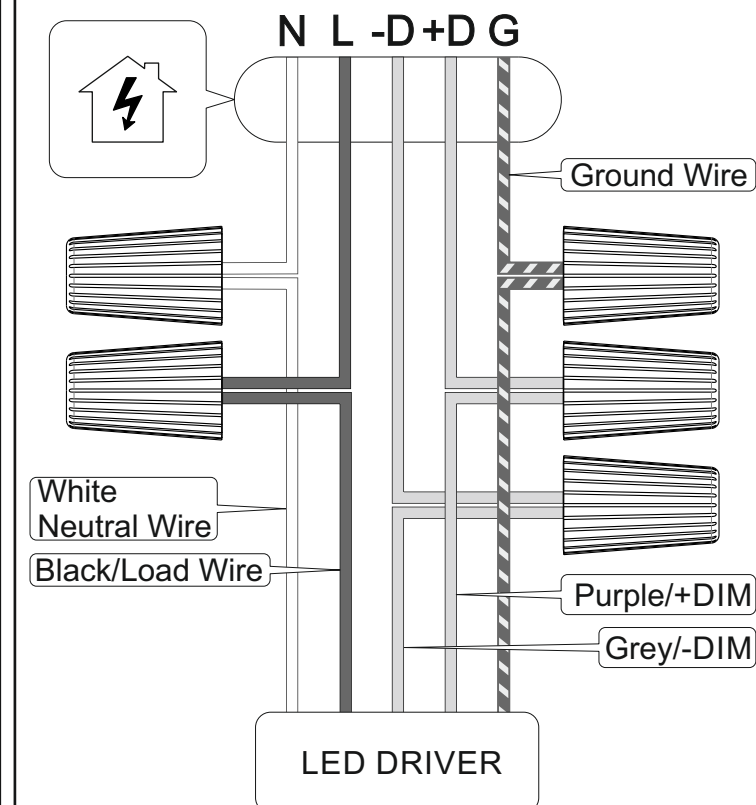 N L -D +D G
Ground Wire
White
Neutral Wire
Black/Load Wire
Purple/+DIM
Grey/-DIM
LED DRIVER